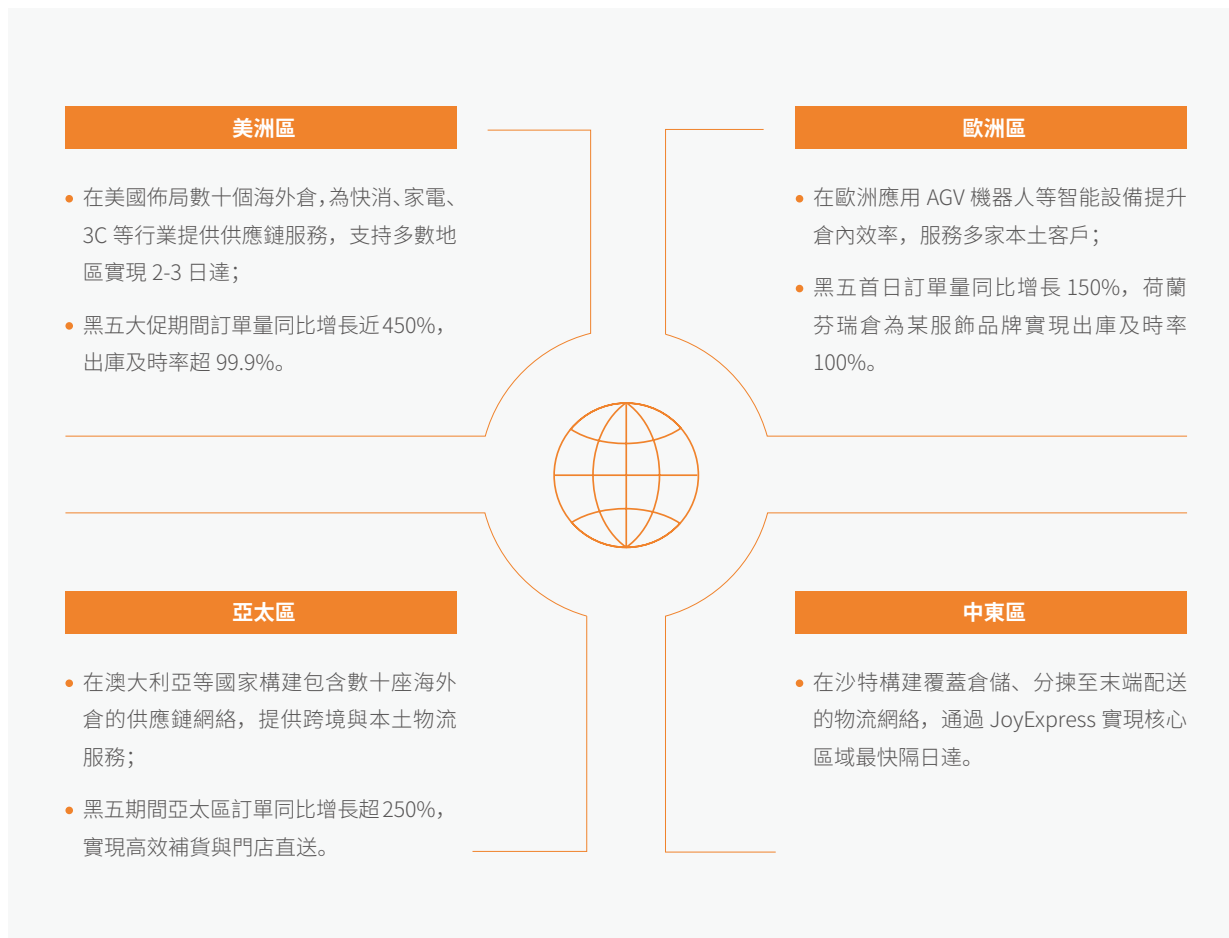 美洲區
• 在美國佈局數十個海外倉，為快消、家電、
3C 等行業提供供應鏈服務，支持多數地
區實現 2-3 日達；
• 黑五大促期間訂單量同比增長近450%，
出庫及時率超 99.9%。
歐洲區
• 在歐洲應用 AGV 機器人等智能設備提升
倉內效率，服務多家本土客戶；
• 黑五首日訂單量同比增長 150%，荷蘭
芬瑞倉為某服飾品牌實現出庫及時率
100%。
亞太區
• 在澳大利亞等國家構建包含數十座海外
倉的供應鏈網絡，提供跨境與本土物流
服務；
• 黑五期間亞太區訂單同比增長超250%，
實現高效補貨與門店直送。
中東區
• 在沙特構建覆蓋倉儲、分揀至末端配送
的物流網絡，通過 JoyExpress 實現核心
區域最快隔日達。